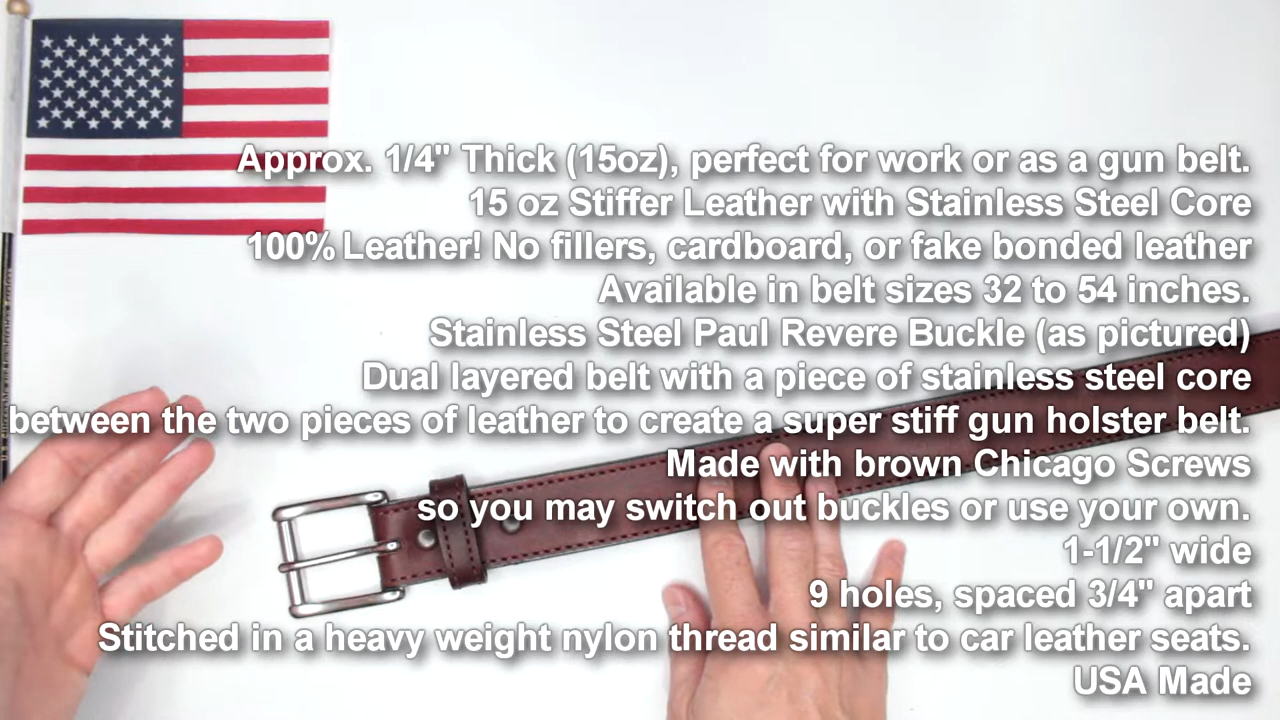 Approx. 1/4" Thick (15oz), perfect for work or as a gun belt.
15 oz Stiffer Leather with Stainless Steel Core
100% Leather! No fillers, cardboard, or fake bonded leather
Available in belt sizes 32 to 54 inches.
Stainless Steel Paul Revere Buckle (as pictured)
Dual layered belt with a piece of stainless steel core
between the two pieces of leather to create a super stiff gun holster belt.
Made with brown Chicago Screws
so you may switch out buckles or use your own.
1-1/2" wide
9 holes, spaced 3/4" apart
Stitched in a heavy weight nylon thread similar to car leather seats.
USA Made